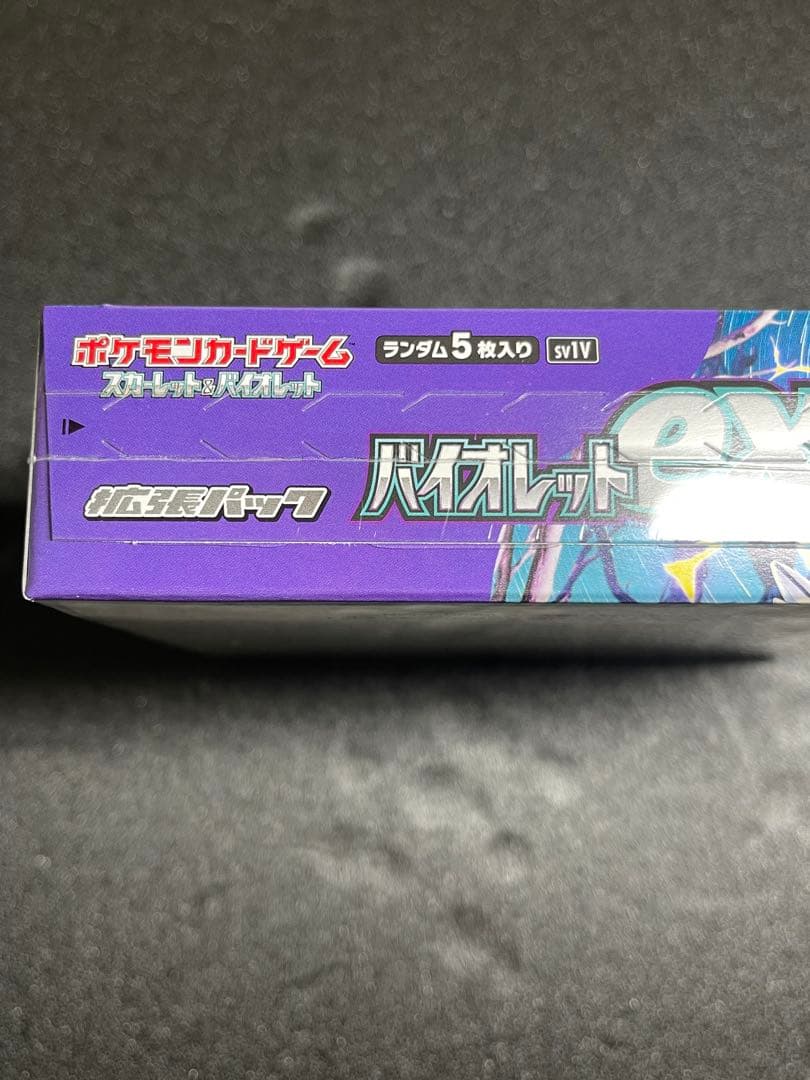 ポケモンカードゲーム
スカーレット&バイオレット
ランダム5枚入り
SV1V
拡張パック
バイオレットex